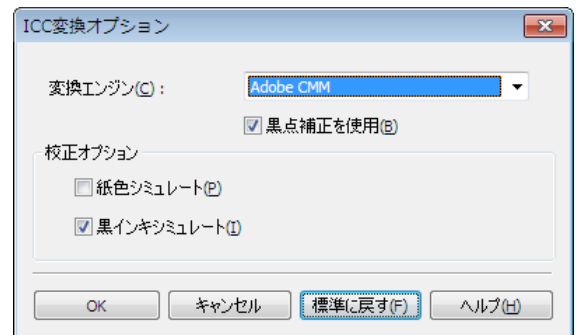 ICC変換オプション
変換エンジン(C)： Adobe CMM
黒点補正を使用(B)
校正オプション
紙色シミュレート(P)
黒インキシミュレート(I)
OK キャンセル 標準に戻す(F) ヘルプ(H)